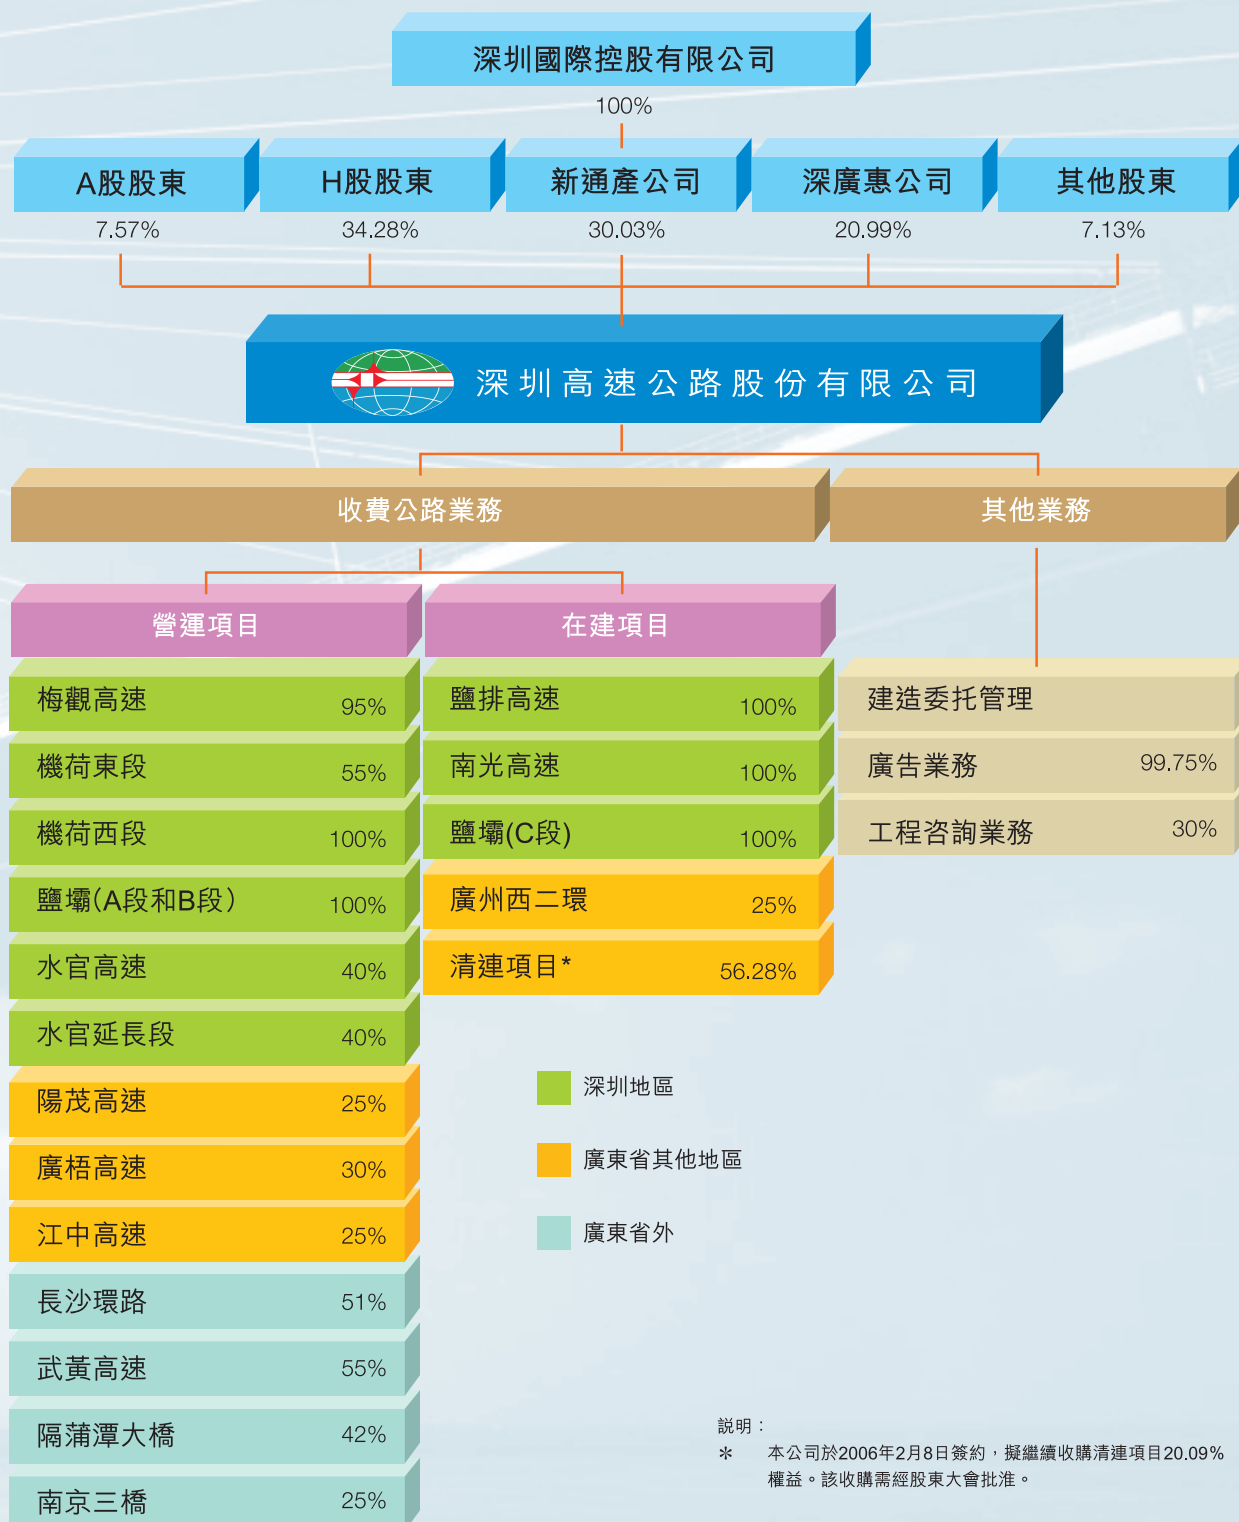 深圳國際控股有限公司
100%
A股股東 H股股東 新通產公司 深廣惠公司 其他股東
7.57% 34.28% 30.03% 20.99% 7.13%
深圳高速公路股份有限公司
收費公路業務 其他業務
營運項目 在建項目
梅觀高速 95% 鹽排高速 100% 建造委托管理
機荷東段 55% 南光高速 100% 廣告業務 99.75%
機荷西段 100% 鹽壩(C段) 100% 工程咨詢業務 30%
鹽壩(A段和B段) 100% 廣州西二環 25%
水官高速 40% 清連項目* 56.28%
水官延長段 40%
陽茂高速 25%
廣梧高速 30%
江中高速 25%
長沙環路 51%
武黃高速 55%
隔蒲潭大橋 42%
南京三橋 25%
深圳地區
廣東省其他地區
廣東省外
説明：
* 本公司於2006年2月8日簽約，擬繼續收購清連項目20.09%
權益。該收購需經股東大會批准。